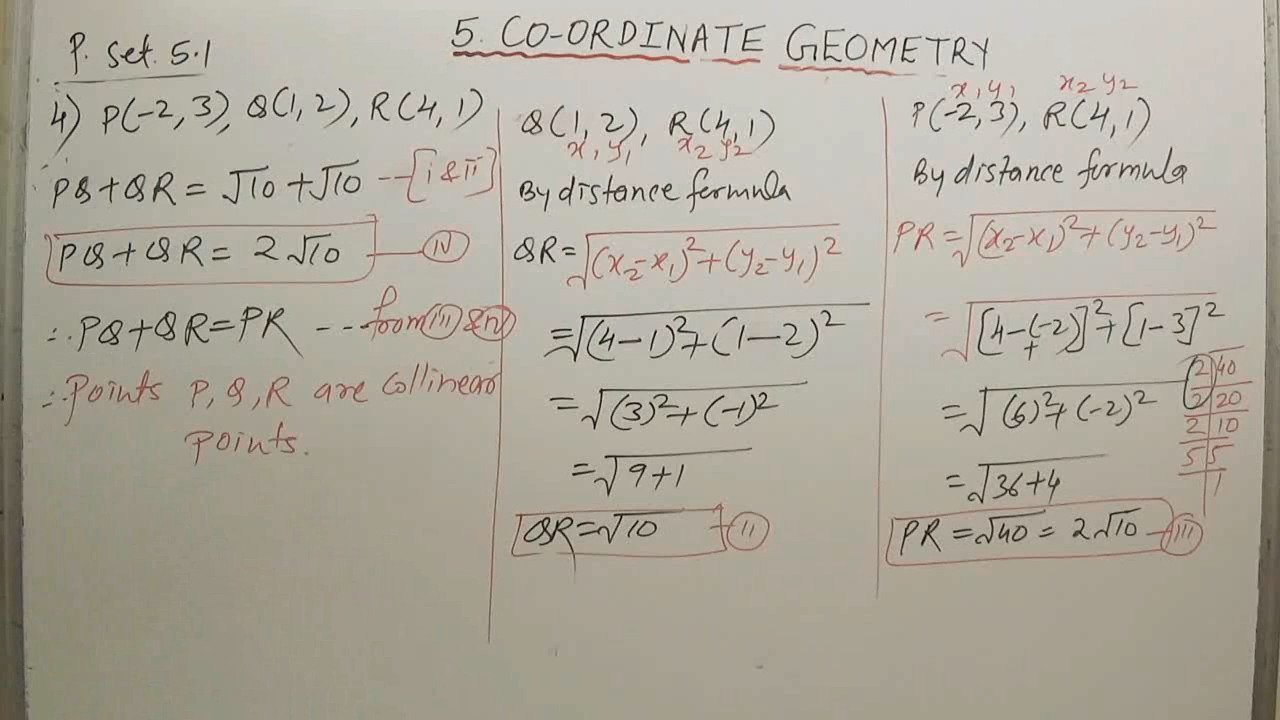 5. CO-ORDINATE GEOMETRY
P. Set. 5.1
4) P(-2, 3), Q(1, 2), R(4, 1)
PQ + QR = √10 + √10 --- [i & ii]
PQ + QR = 2√10 — (iv)
∴ PQ + QR = PR --- from (iii) & (iv)
∴ Points P, Q, R are collinear
points.
Q(1, 2), R(4, 1)
x₁ y₁ x₂ y₂
By distance formula
QR = √(x₂-x₁)² + (y₂-y₁)²
= √(4-1)² + (1-2)²
= √(3)² + (-1)²
= √9+1
QR = √10 — (ii)
x₁ y₁ x₂ y₂
P(-2, 3), R(4, 1)
By distance formula
PR = √(x₂-x₁)² + (y₂-y₁)²
= √[4-(-2)]² + [1-3]²
+
= √(6)² + (-2)²
= √36+4
PR = √40 = 2√10 — (iii)
2 40
2 20
2 10
5 5
1